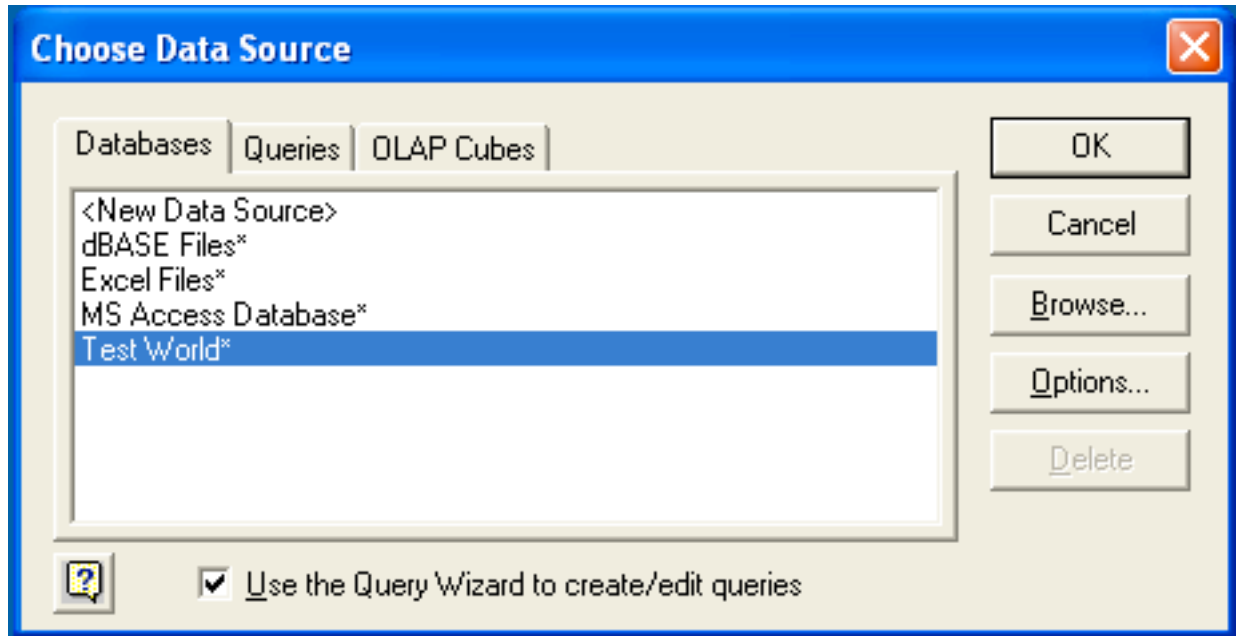 Choose Data Source
Databases Queries OLAP Cubes
<New Data Source>
dBASE Files*
Excel Files*
MS Access Database*
Test World*
OK
Cancel
Browse...
Options...
Delete
Use the Query Wizard to create/edit queries